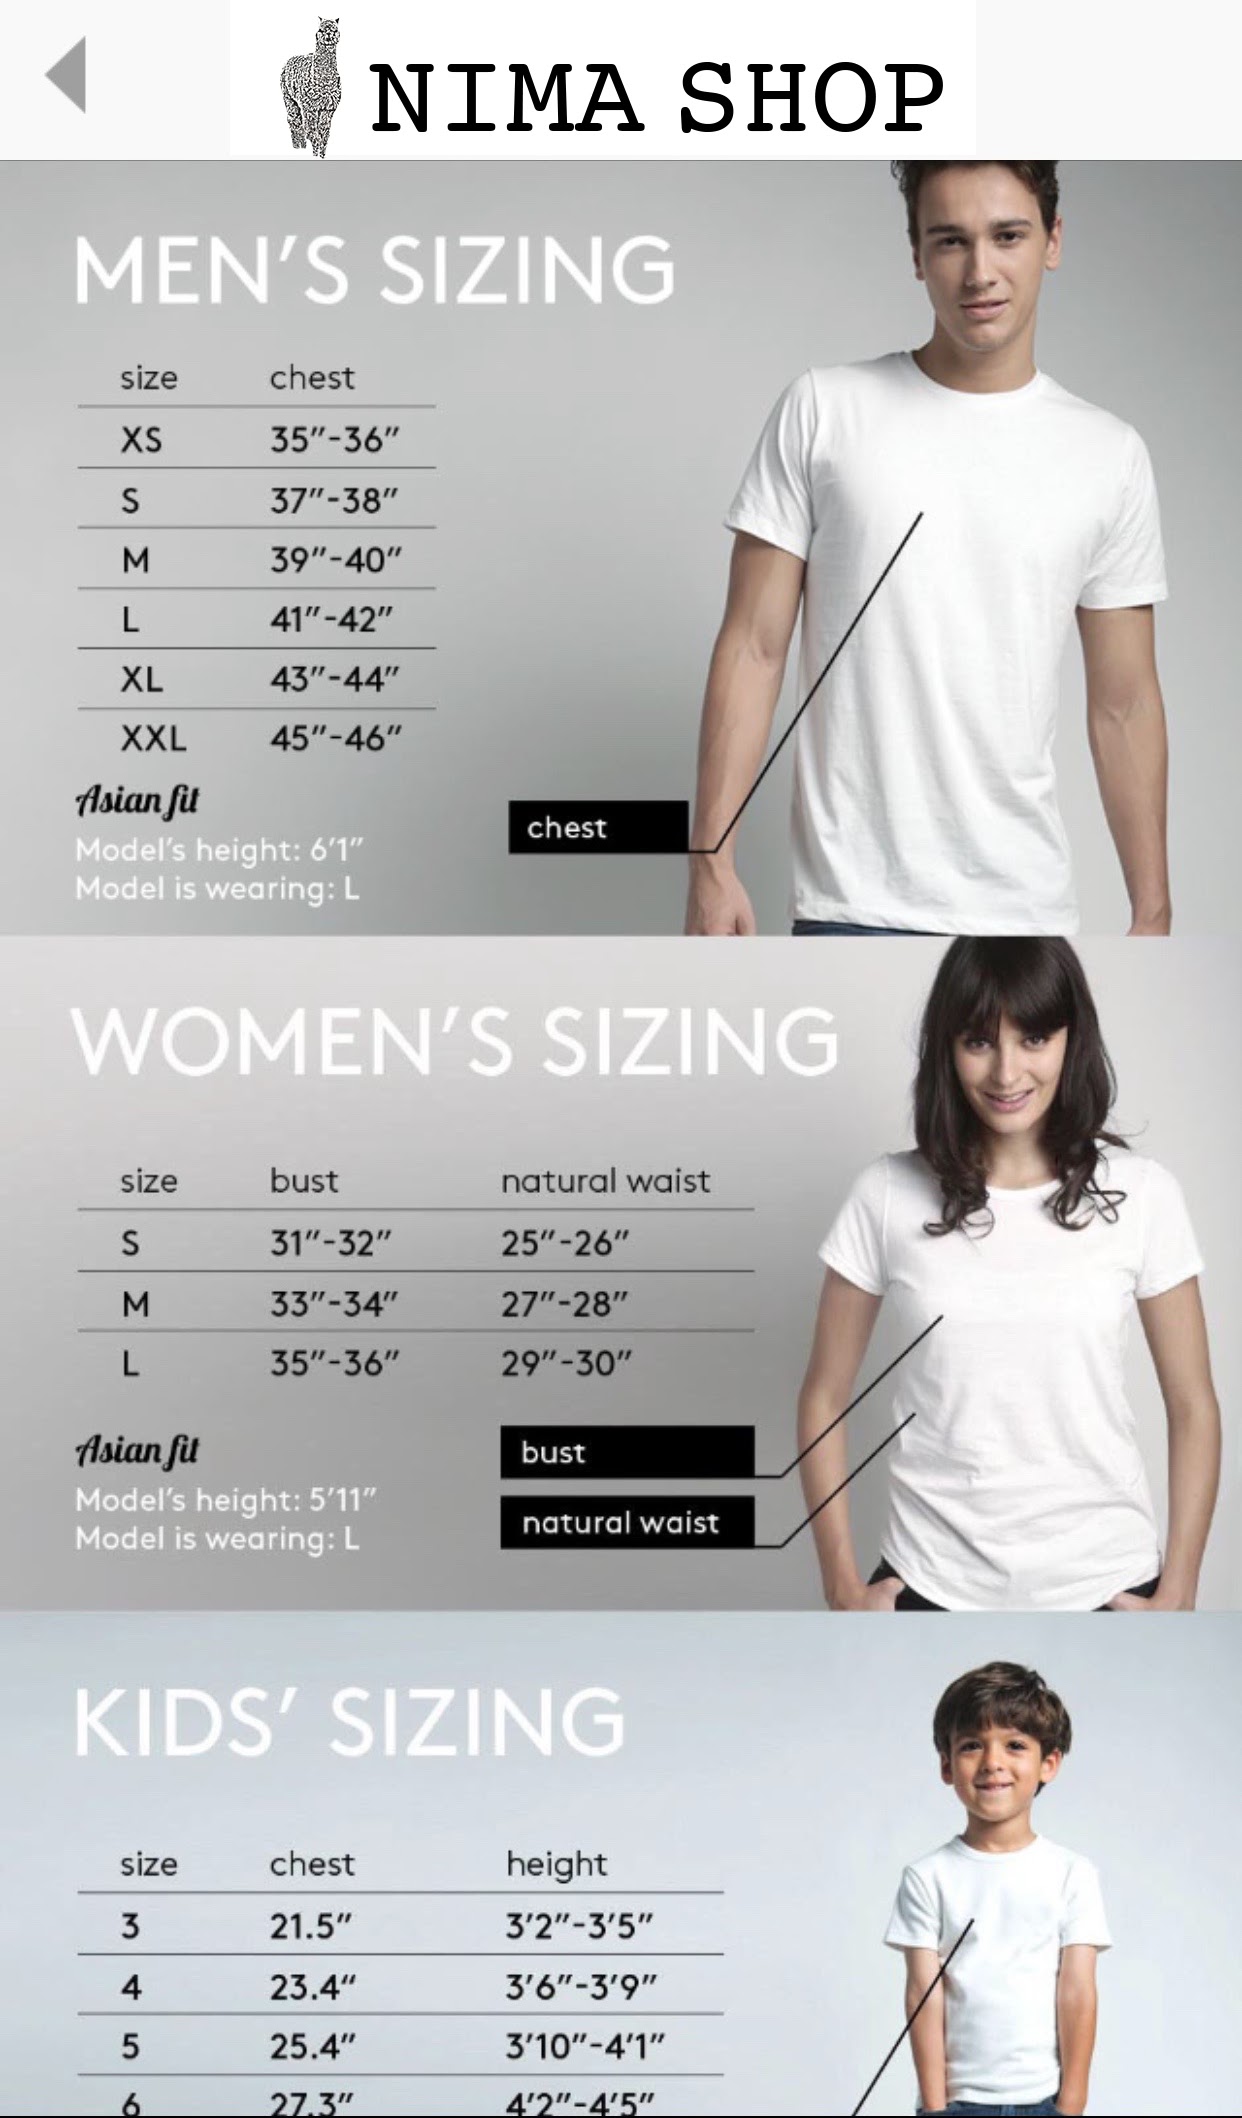 NIMA SHOP
MEN'S SIZING
size chest
XS 35"-36"
S 37"-38"
M 39"-40"
L 41"-42"
XL 43"-44"
XXL 45"-46"
Asian fit
Model's height: 6'1"
Model is wearing: L
chest
WOMEN'S SIZING
size bust natural waist
S 31"-32" 25"-26"
M 33"-34" 27"-28"
L 35"-36" 29"-30"
Asian fit
Model's height: 5'11"
Model is wearing: L
bust
natural waist
KIDS' SIZING
size chest height
3 21.5" 3'2"-3'5"
4 23.4" 3'6"-3'9"
5 25.4" 3'10"-4'1"
6 27.3" 4'2"-4'5"